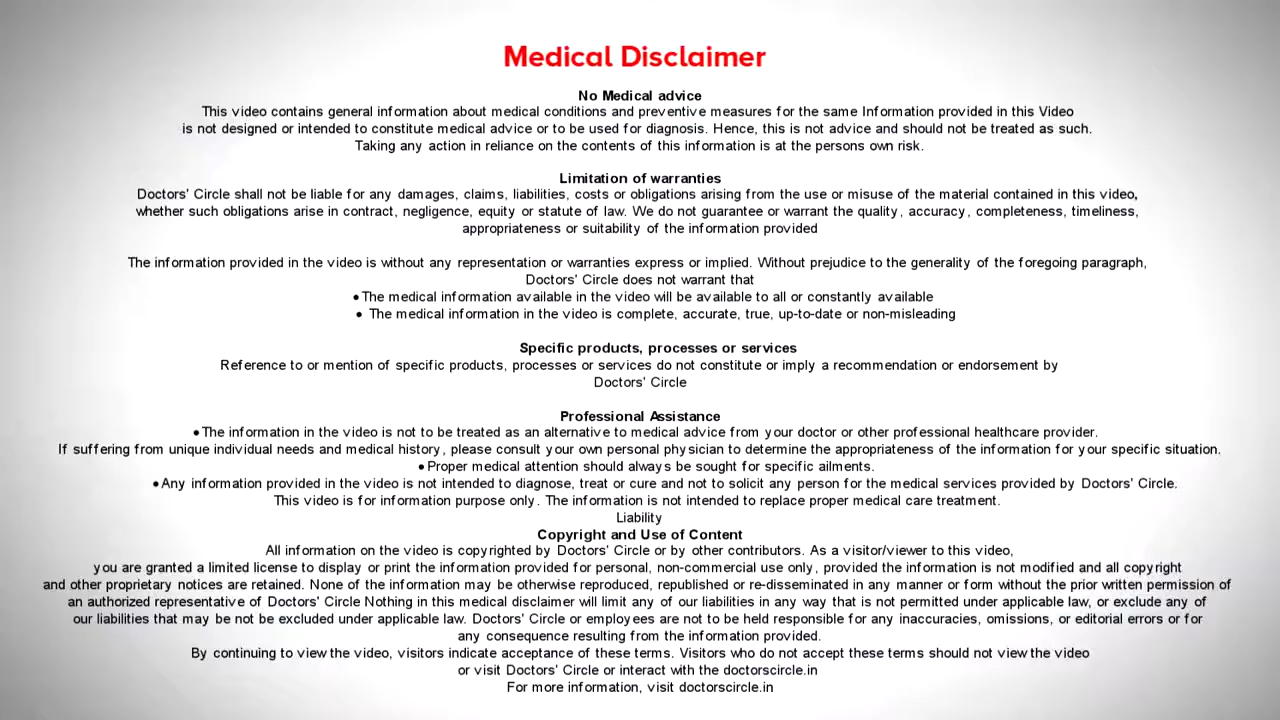 Medical Disclaimer
No Medical advice
This video contains general information about medical conditions and preventive measures for the same Information provided in this Video
is not designed or intended to constitute medical advice or to be used for diagnosis. Hence, this is not advice and should not be treated as such.
Taking any action in reliance on the contents of this information is at the persons own risk.
Limitation of warranties
Doctors' Circle shall not be liable for any damages, claims, liabilities, costs or obligations arising from the use or misuse of the material contained in this video,
whether such obligations arise in contract, negligence, equity or statute of law. We do not guarantee or warrant the quality, accuracy, completeness, timeliness,
appropriateness or suitability of the information provided
The information provided in the video is without any representation or warranties express or implied. Without prejudice to the generality of the foregoing paragraph,
Doctors' Circle does not warrant that
• The medical information available in the video will be available to all or constantly available
• The medical information in the video is complete, accurate, true, up-to-date or non-misleading
Specific products, processes or services
Reference to or mention of specific products, processes or services do not constitute or imply a recommendation or endorsement by
Doctors' Circle
Professional Assistance
• The information in the video is not to be treated as an alternative to medical advice from your doctor or other professional healthcare provider.
If suffering from unique individual needs and medical history, please consult your own personal physician to determine the appropriateness of the information for your specific situation.
• Proper medical attention should always be sought for specific ailments.
• Any information provided in the video is not intended to diagnose, treat or cure and not to solicit any person for the medical services provided by Doctors' Circle.
This video is for information purpose only. The information is not intended to replace proper medical care treatment.
Liability
Copyright and Use of Content
All information on the video is copyrighted by Doctors' Circle or by other contributors. As a visitor/viewer to this video,
you are granted a limited license to display or print the information provided for personal, non-commercial use only, provided the information is not modified and all copyright
and other proprietary notices are retained. None of the information may be otherwise reproduced, republished or re-disseminated in any manner or form without the prior written permission of
an authorized representative of Doctors' Circle Nothing in this medical disclaimer will limit any of our liabilities in any way that is not permitted under applicable law, or exclude any of
our liabilities that may be not be excluded under applicable law. Doctors' Circle or employees are not to be held responsible for any inaccuracies, omissions, or editorial errors or for
any consequence resulting from the information provided.
By continuing to view the video, visitors indicate acceptance of these terms. Visitors who do not accept these terms should not view the video
or visit Doctors' Circle or interact with the doctorscircle.in
For more information, visit doctorscircle.in